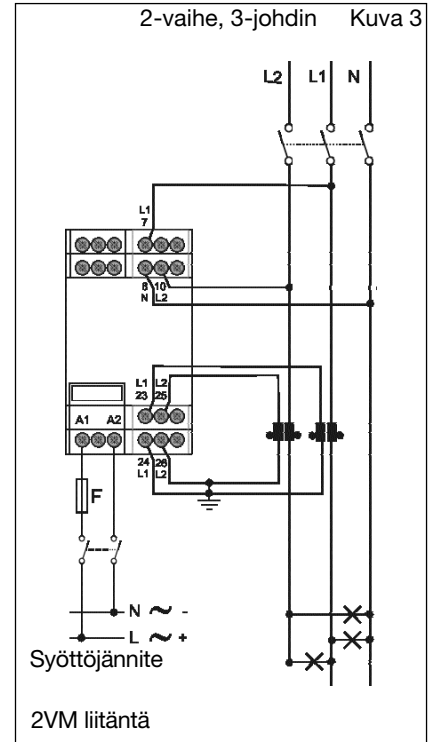 2-vaihe, 3-johdin Kuva 3
L2 L1 N
L1
7
8 10
N L2
L1 L2
23 25
A1 A2
24 26
L1 L2
F
N ~ -
L ~ +
Syöttöjännite
2VM liitäntä